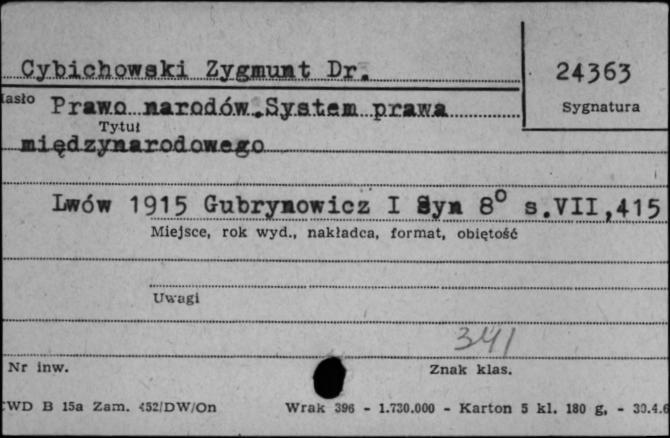 Cybichowski Zygmunt Dr.
24363
Sygnatura
Prawo narodów.System prawa
Tytuł
międzynarodowego
Lwów 1915 Gubrynowicz I Syn 8° s.VII,415
Miejsce, rok wyd., nakładca, format, objętość
Uwagi
341
Nr inw.
Znak klas.
B 15a Zam. 452/DW/On Wrak 396 - 1.730.000 - Karton 5 kl. 180 g, - 30.4.6